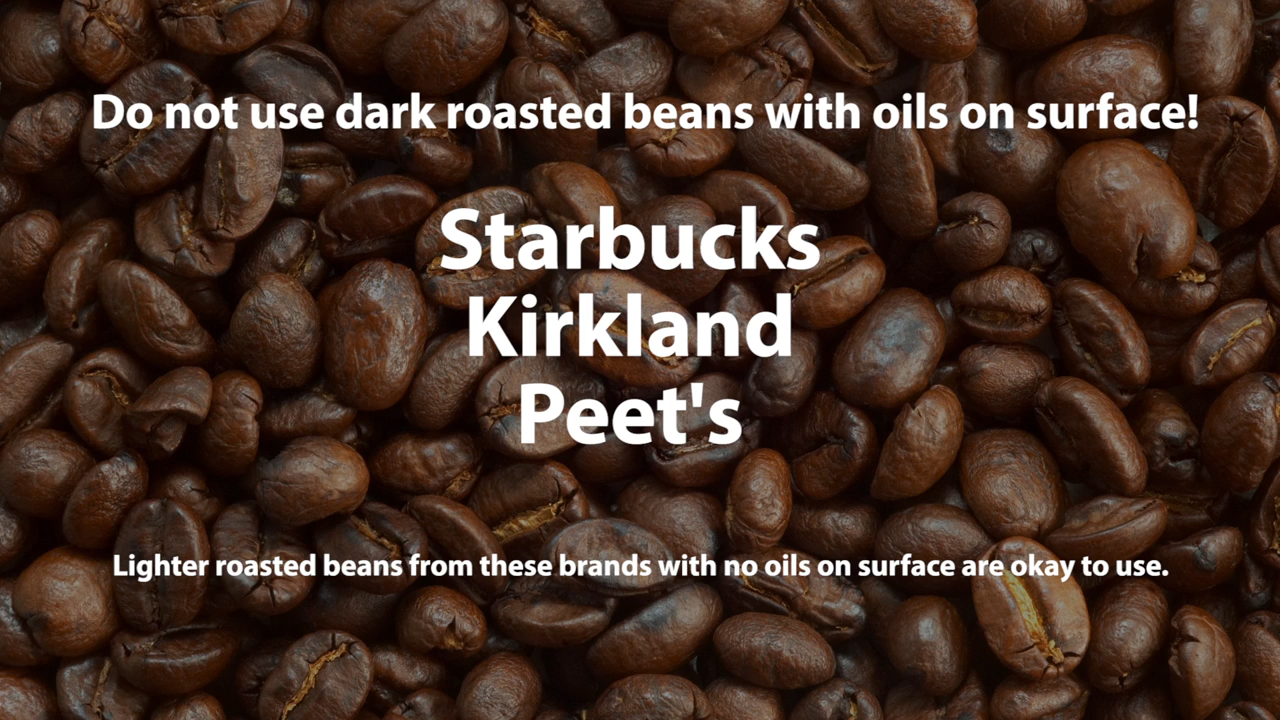 Do not use dark roasted beans with oils on surface!
Starbucks
Kirkland
Peet's
Lighter roasted beans from these brands with no oils on surface are okay to use.